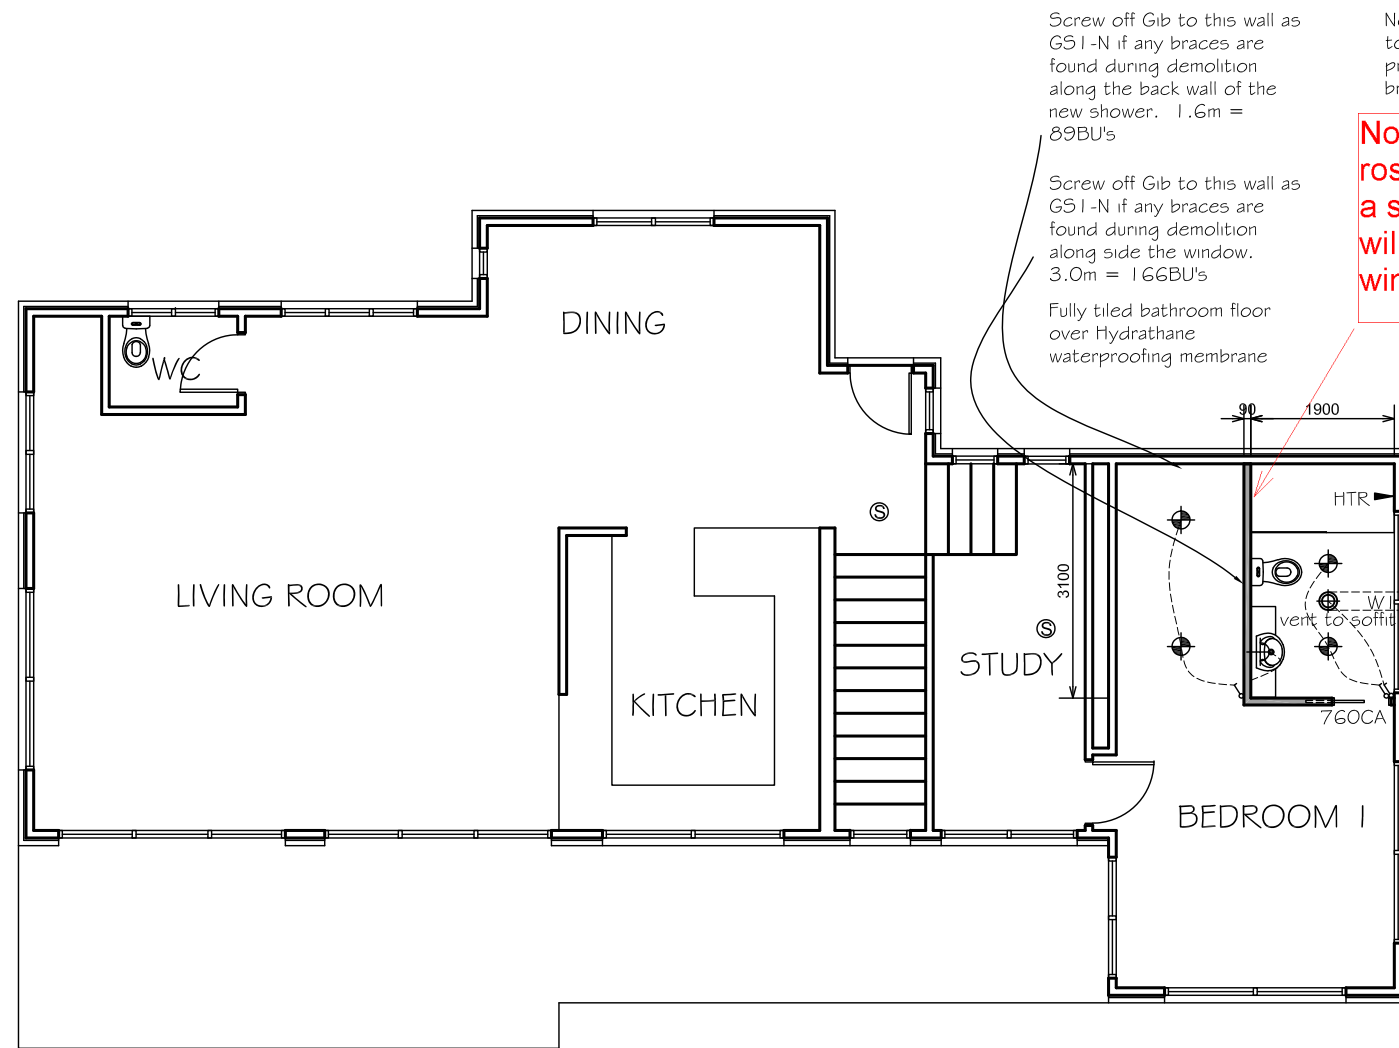 Screw off Gib to this wall as
GS1-N if any braces are
found during demolition
along the back wall of the
new shower. 1.6m =
89BU's
Screw off Gib to this wall as
GS1-N if any braces are
found during demolition
along side the window.
3.0m = 166BU's
Fully tiled bathroom floor
over Hydrathane
waterproofing membrane
DINING
WC
90
1900
HTR
S
LIVING ROOM
3100
S
STUDY
vent to soffit
KITCHEN
760CA
BEDROOM 1